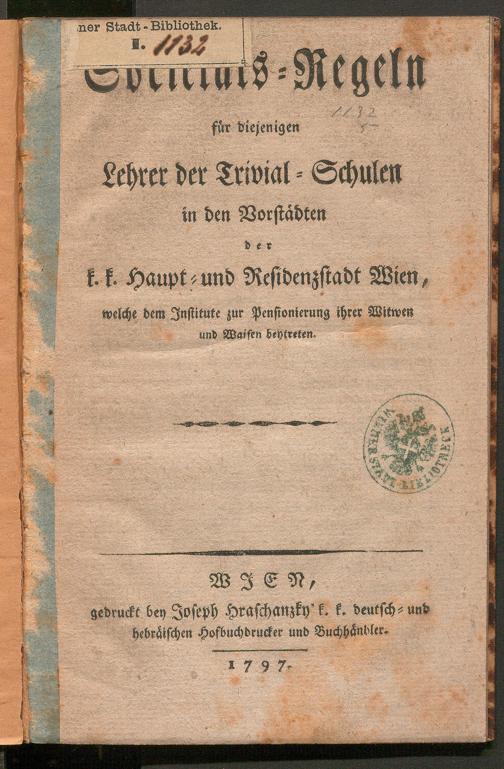 ner Stadt-Bibliothek.
II. 1132
Societäts-Regeln
1132
für diejenigen
Lehrer der Trivial-Schulen
in den Vorstädten
der
k. k. Haupt- und Residenzstadt Wien,
welche dem Institute zur Pensionierung ihrer Witwen
und Waisen beytreten.
WIEN,
gedruckt bey Joseph Hraschanzky k. k. deutsch- und
hebräischen Hofbuchdrucker und Buchhändler.
1797.